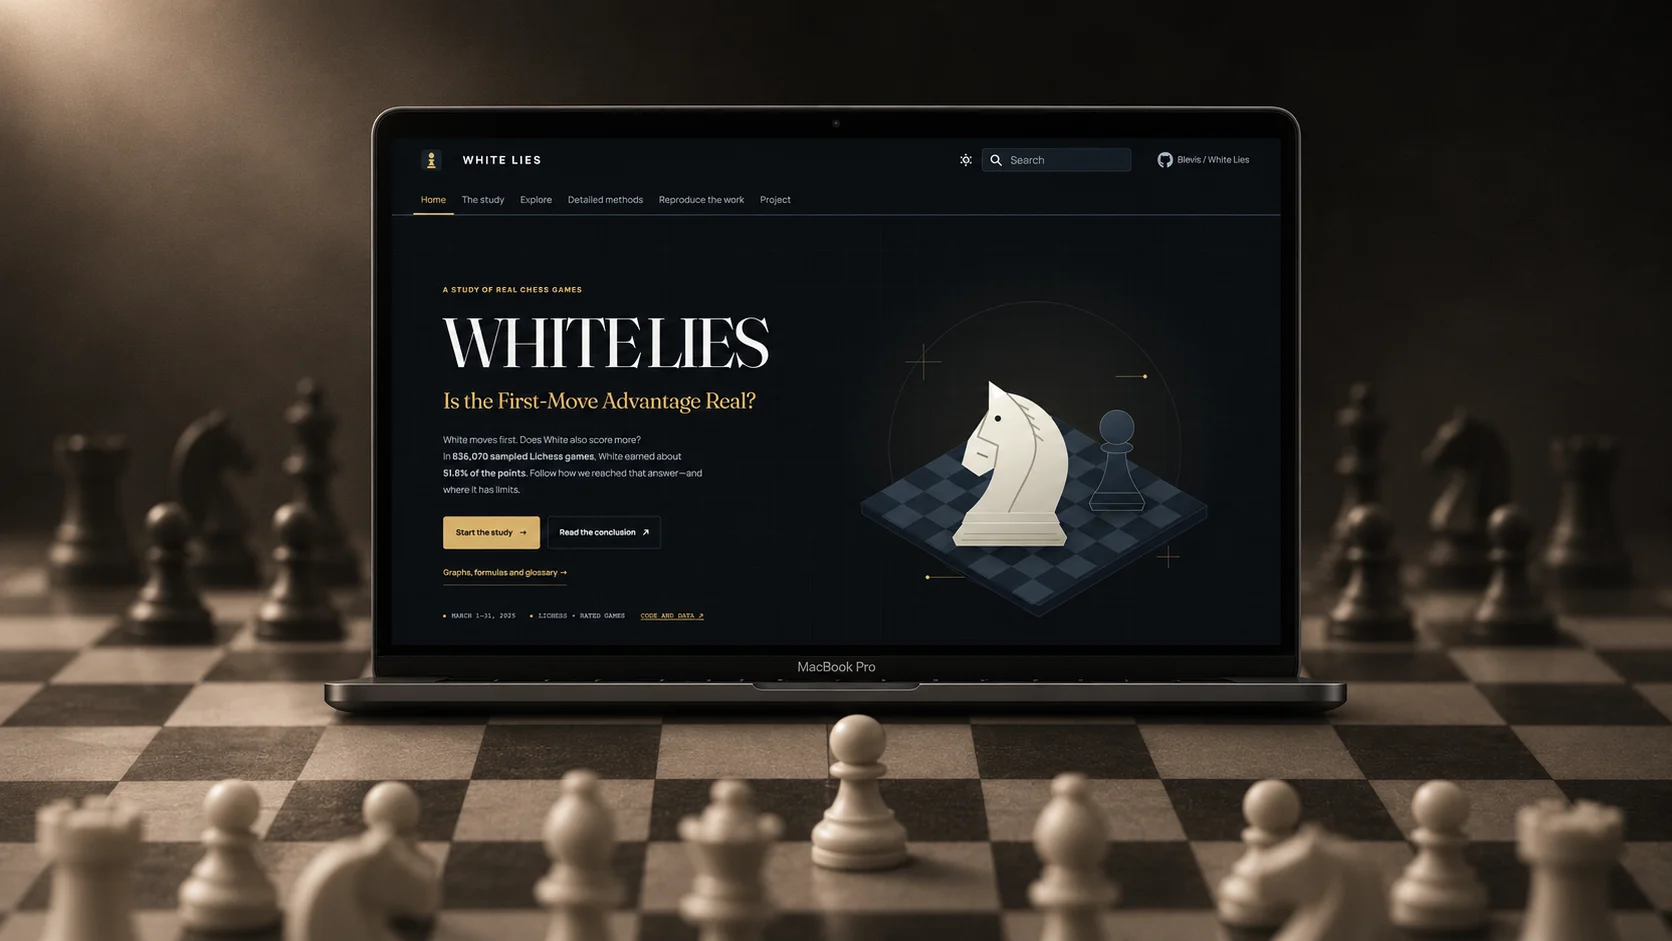 WHITE LIES
Search
Blevis / White Lies
Home
The study
Explore
Detailed methods
Reproduce the work
Project
A STUDY OF REAL CHESS GAMES
WHITE LIES
Is the First-Move Advantage Real?
White moves first. Does White also score more?
In 836,070 sampled Lichess games, White earned about
51.8% of the points. Follow how we reached that answer—and
where it has limits.
Start the study →
Read the conclusion ↗
Graphs, formulas and glossary →
• MARCH 1–31, 2025 • LICHESS • RATED GAMES CODE AND DATA ↗
MacBook Pro